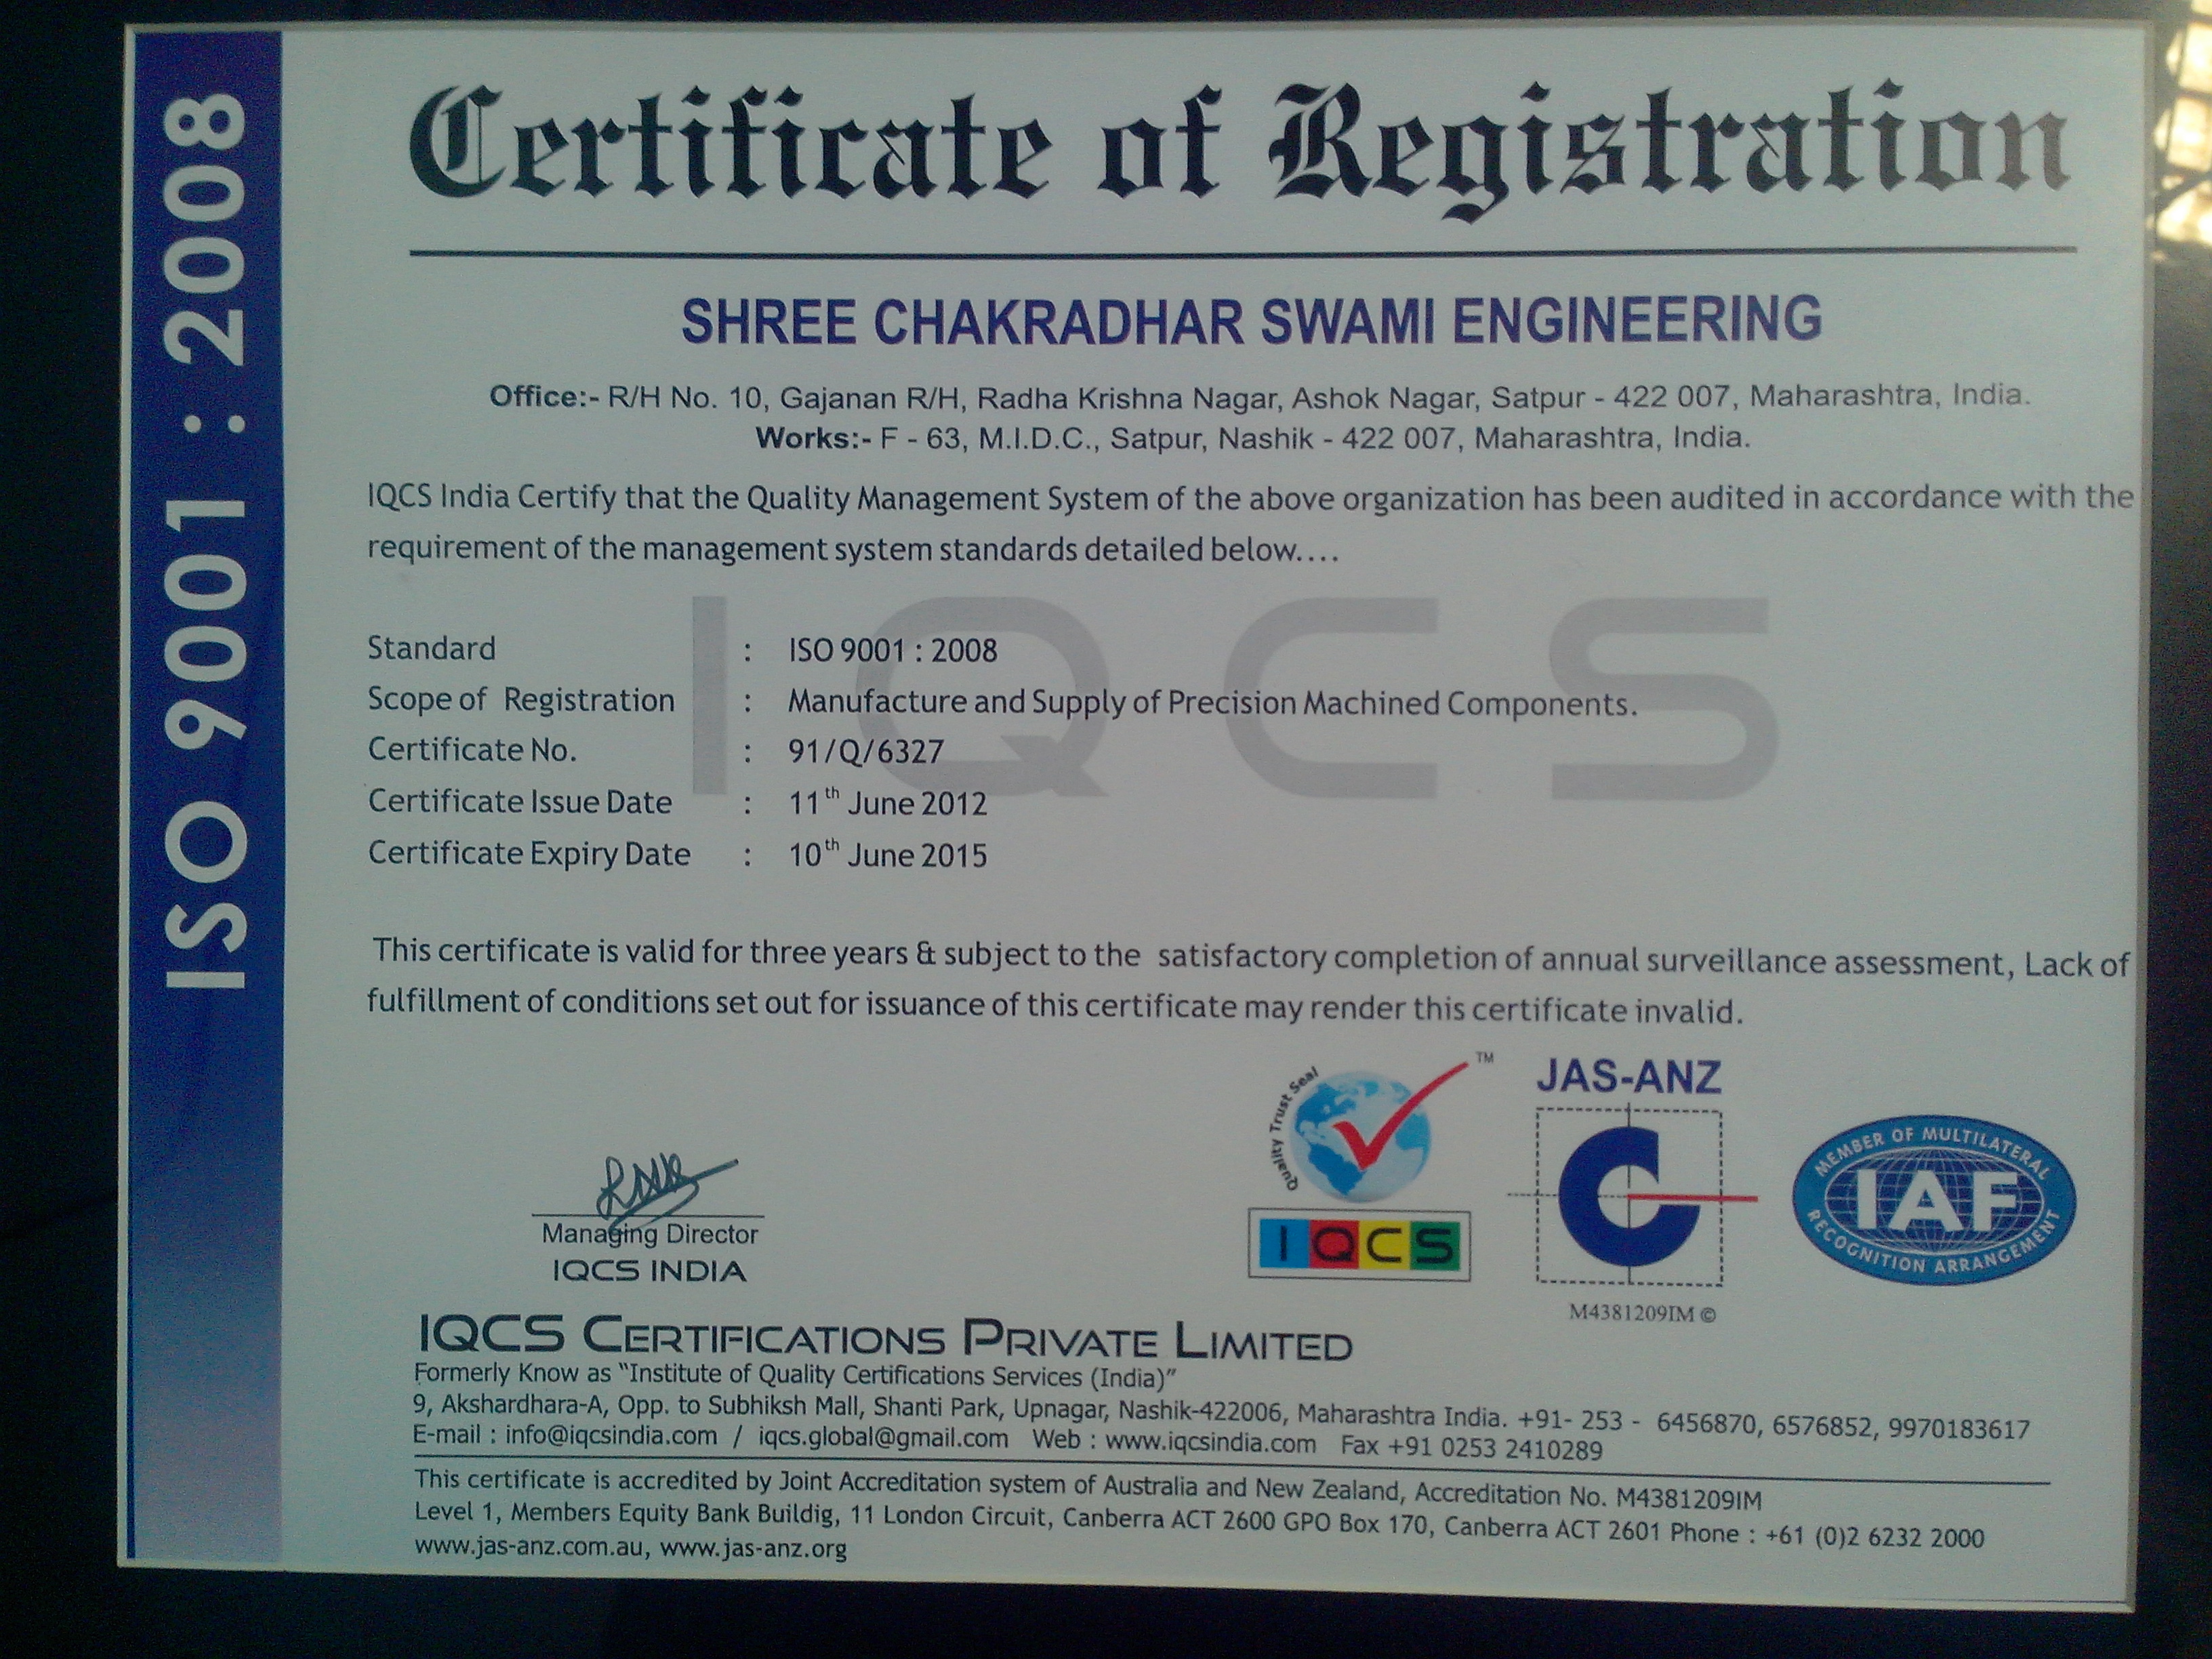 ISO 9001 : 2008
Certificate of Registration
SHREE CHAKRADHAR SWAMI ENGINEERING
Office:- R/H No. 10, Gajanan R/H, Radha Krishna Nagar, Ashok Nagar, Satpur - 422 007, Maharashtra, India.
Works:- F - 63, M.I.D.C., Satpur, Nashik - 422 007, Maharashtra, India.
IQCS India Certify that the Quality Management System of the above organization has been audited in accordance with the
requirement of the management system standards detailed below....
IQCS
Standard : ISO 9001 : 2008
Scope of Registration : Manufacture and Supply of Precision Machined Components.
Certificate No. : 91/Q/6327
Certificate Issue Date : 11th June 2012
Certificate Expiry Date : 10th June 2015
This certificate is valid for three years & subject to the satisfactory completion of annual surveillance assessment, Lack of
fulfillment of conditions set out for issuance of this certificate may render this certificate invalid.
Managing Director
IQCS INDIA
Quality Trust Seal
TM
IQCS
JAS-ANZ
M4381209IM ©
MEMBER OF MULTILATERAL
IAF
RECOGNITION ARRANGEMENT
IQCS CERTIFICATIONS PRIVATE LIMITED
Formerly Know as “Institute of Quality Certifications Services (India)”
9, Akshardhara-A, Opp. to Subhiksh Mall, Shanti Park, Upnagar, Nashik-422006, Maharashtra India. +91- 253 - 6456870, 6576852, 9970183617
E-mail : info@iqcsindia.com / iqcs.global@gmail.com Web : www.iqcsindia.com Fax +91 0253 2410289
This certificate is accredited by Joint Accreditation system of Australia and New Zealand, Accreditation No. M4381209IM
Level 1, Members Equity Bank Buildig, 11 London Circuit, Canberra ACT 2600 GPO Box 170, Canberra ACT 2601 Phone : +61 (0)2 6232 2000
www.jas-anz.com.au, www.jas-anz.org